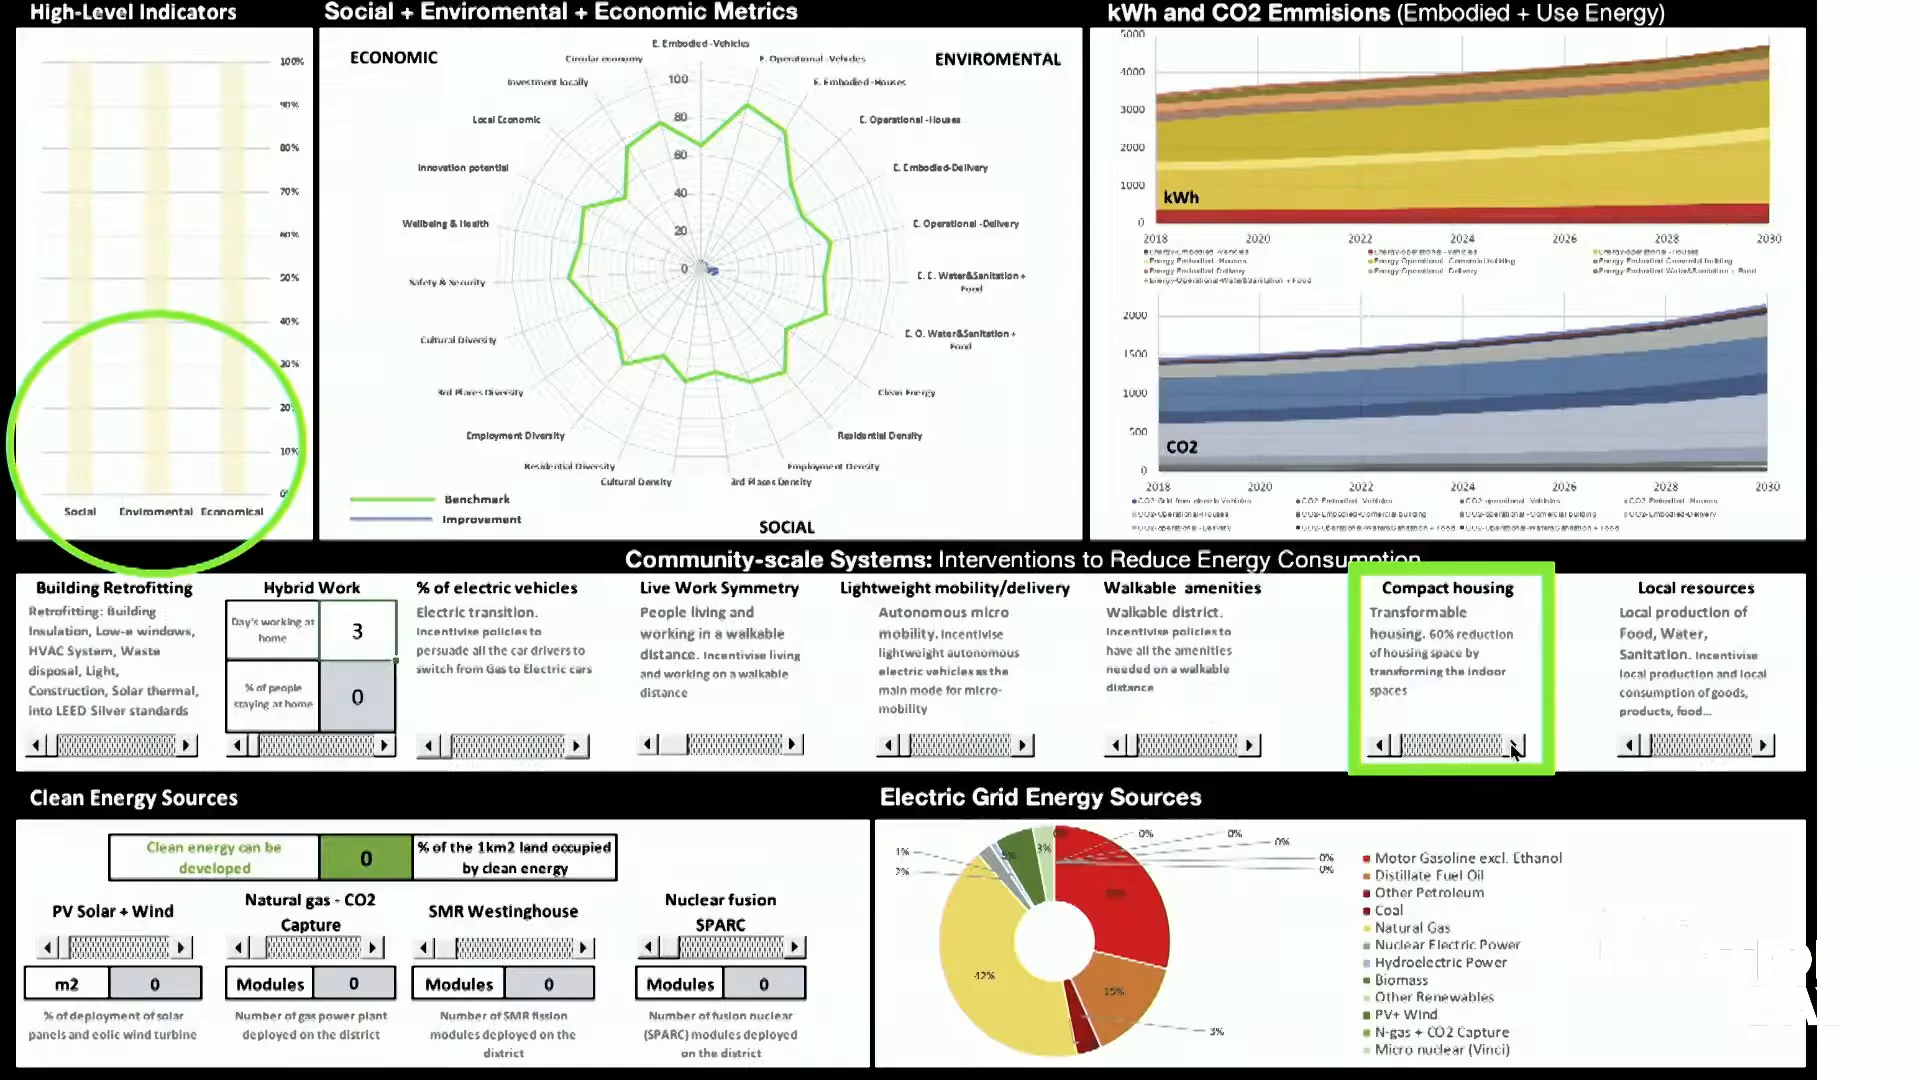 High-Level Indicators
100%
90%
80%
70%
60%
50%
40%
30%
20%
10%
0%
Social Enviromental Economical
Social + Enviromental + Economic Metrics
ECONOMIC
ENVIROMENTAL
E. Embodied-Vehicles
E. Operational-Vehicles
E. Embodied-Houses
E. Operational-Houses
E. Embodied-Delivery
E. Operational-Delivery
E. E. Water&Sanitation +
Food
E. O. Water&Sanitation +
Food
Clean Energy
Residential Density
Employment Density
3rd Places Density
Cultural Density
Residential Diversity
Employment Diversity
3rd Places Diversity
Cultural Diversity
Safety & Security
Wellbeing & Health
Innovation potential
Local Economic
Investment locally
Circular economy
100
80
60
40
20
0
Benchmark
Improvement
SOCIAL
kWh and CO2 Emmisions (Embodied + Use Energy)
5000
4000
3000
2000
1000
0
kWh
2018 2020 2022 2024 2026 2028 2030
2000
1500
1000
500
0
CO2
2018 2020 2022 2024 2026 2028 2030
Community-scale Systems: Interventions to Reduce Energy Consumption
Building Retrofitting
Retrofitting: Building
Insulation, Low-e windows,
HVAC System, Waste
disposal, Light,
Construction, Solar thermal,
into LEED Silver standards
Hybrid Work
Day's working at
home
3
% of people
staying at home
0
% of electric vehicles
Electric transition.
Incentivise policies to
persuade all the car drivers to
switch from Gas to Electric cars
Live Work Symmetry
People living and
working in a walkable
distance. Incentivise living
and working on a walkable
distance
Lightweight mobility/delivery
Autonomous micro
mobility. Incentivise
lightweight autonomous
electric vehicles as the
main mode for micro-
mobility
Walkable amenities
Walkable district.
Incentivise policies to
have all the amenities
needed on a walkable
distance
Compact housing
Transformable
housing. 60% reduction
of housing space by
transforming the indoor
spaces
Local resources
Local production of
Food, Water,
Sanitation. Incentivise
local production and local
consumption of goods,
products, food...
Clean Energy Sources
Clean energy can be
developed
0
% of the 1km2 land occupied
by clean energy
PV Solar + Wind
m2 0
% of deployment of solar
panels and eolic wind turbine
Natural gas - CO2
Capture
Modules 0
Number of gas power plant
deployed on the district
SMR Westinghouse
Modules 0
Number of SMR fission
modules deployed on the
district
Nuclear fusion
SPARC
Modules 0
Number of fusion nuclear
(SPARC) modules deployed
on the district
Electric Grid Energy Sources
0%
0%
0%
0%
0%
1%
2%
5%
3%
42%
15%
3%
Motor Gasoline excl. Ethanol
Distillate Fuel Oil
Other Petroleum
Coal
Natural Gas
Nuclear Electric Power
Hydroelectric Power
Biomass
Other Renewables
PV+ Wind
N-gas + CO2 Capture
Micro nuclear (Vinci)